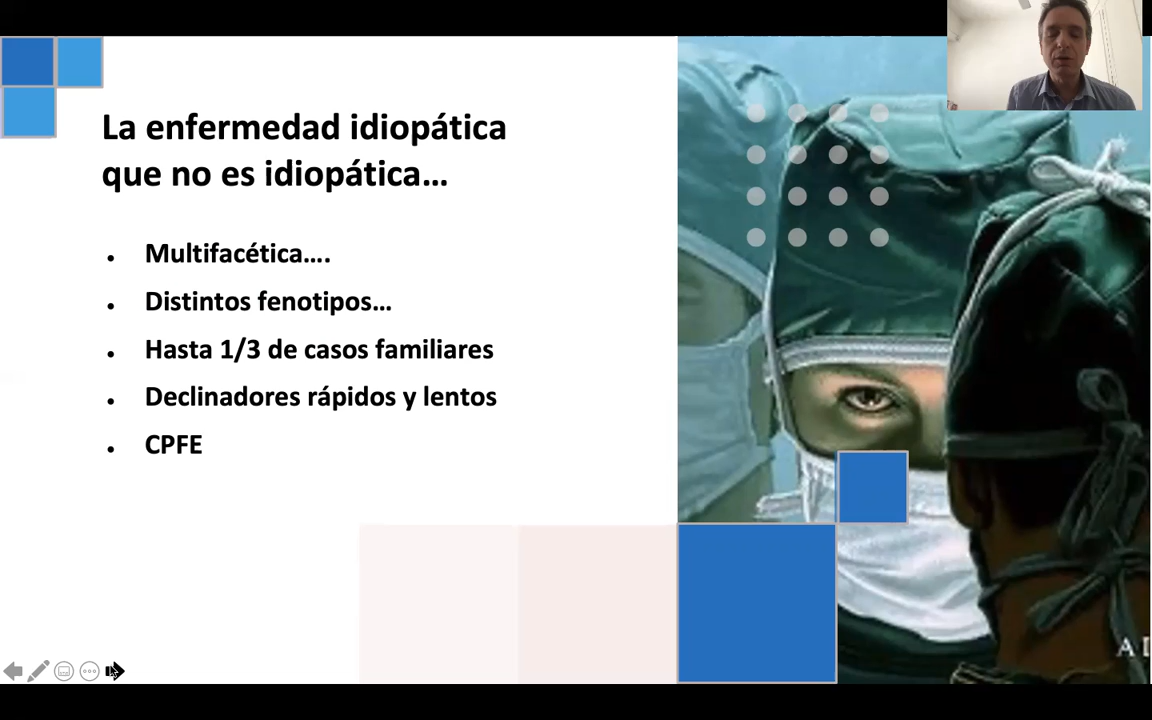 La enfermedad idiopática
que no es idiopática...
• Multifacética....
• Distintos fenotipos...
• Hasta 1/3 de casos familiares
• Declinadores rápidos y lentos
• CPFE